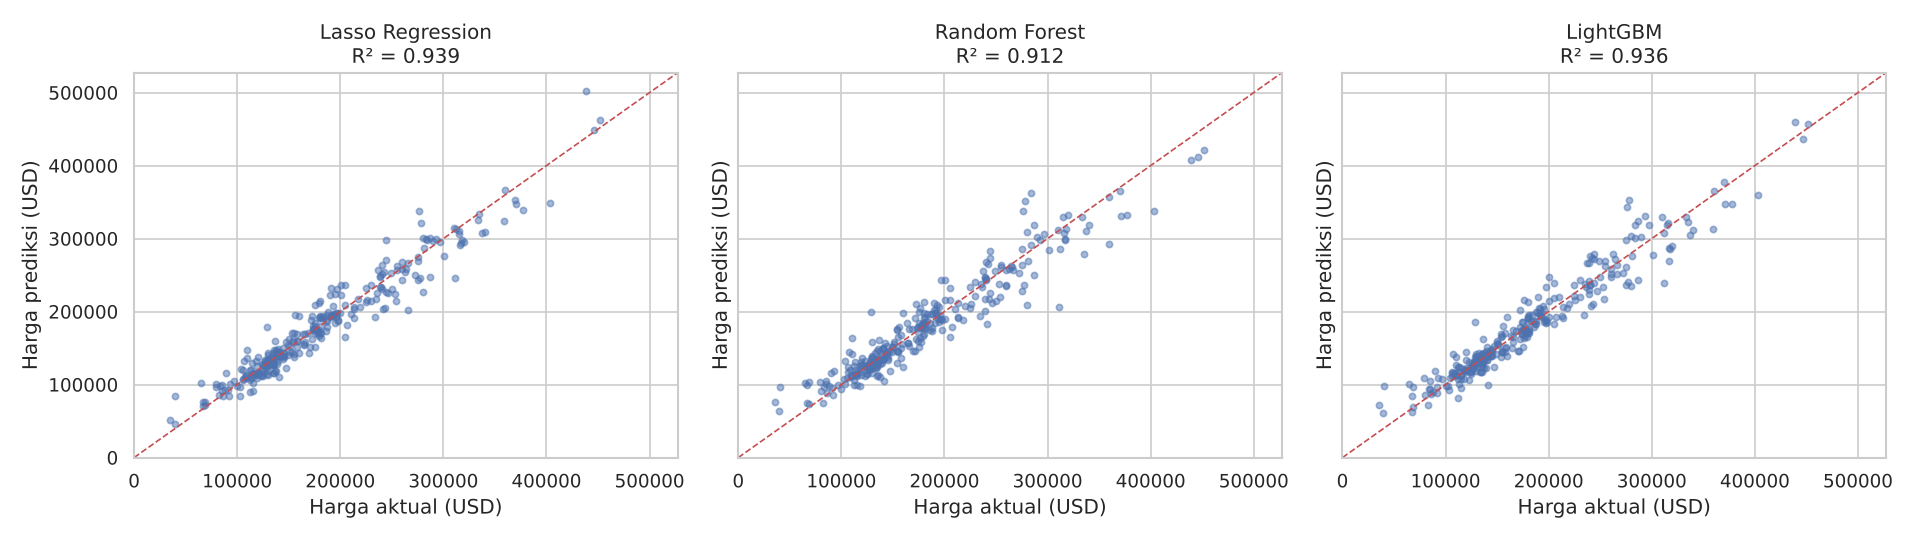 Lasso Regression
R² = 0.939
Harga prediksi (USD)
500000
400000
300000
200000
100000
0
0 100000 200000 300000 400000 500000
Harga aktual (USD)
Random Forest
R² = 0.912
Harga prediksi (USD)
0 100000 200000 300000 400000 500000
Harga aktual (USD)
LightGBM
R² = 0.936
Harga prediksi (USD)
0 100000 200000 300000 400000 500000
Harga aktual (USD)